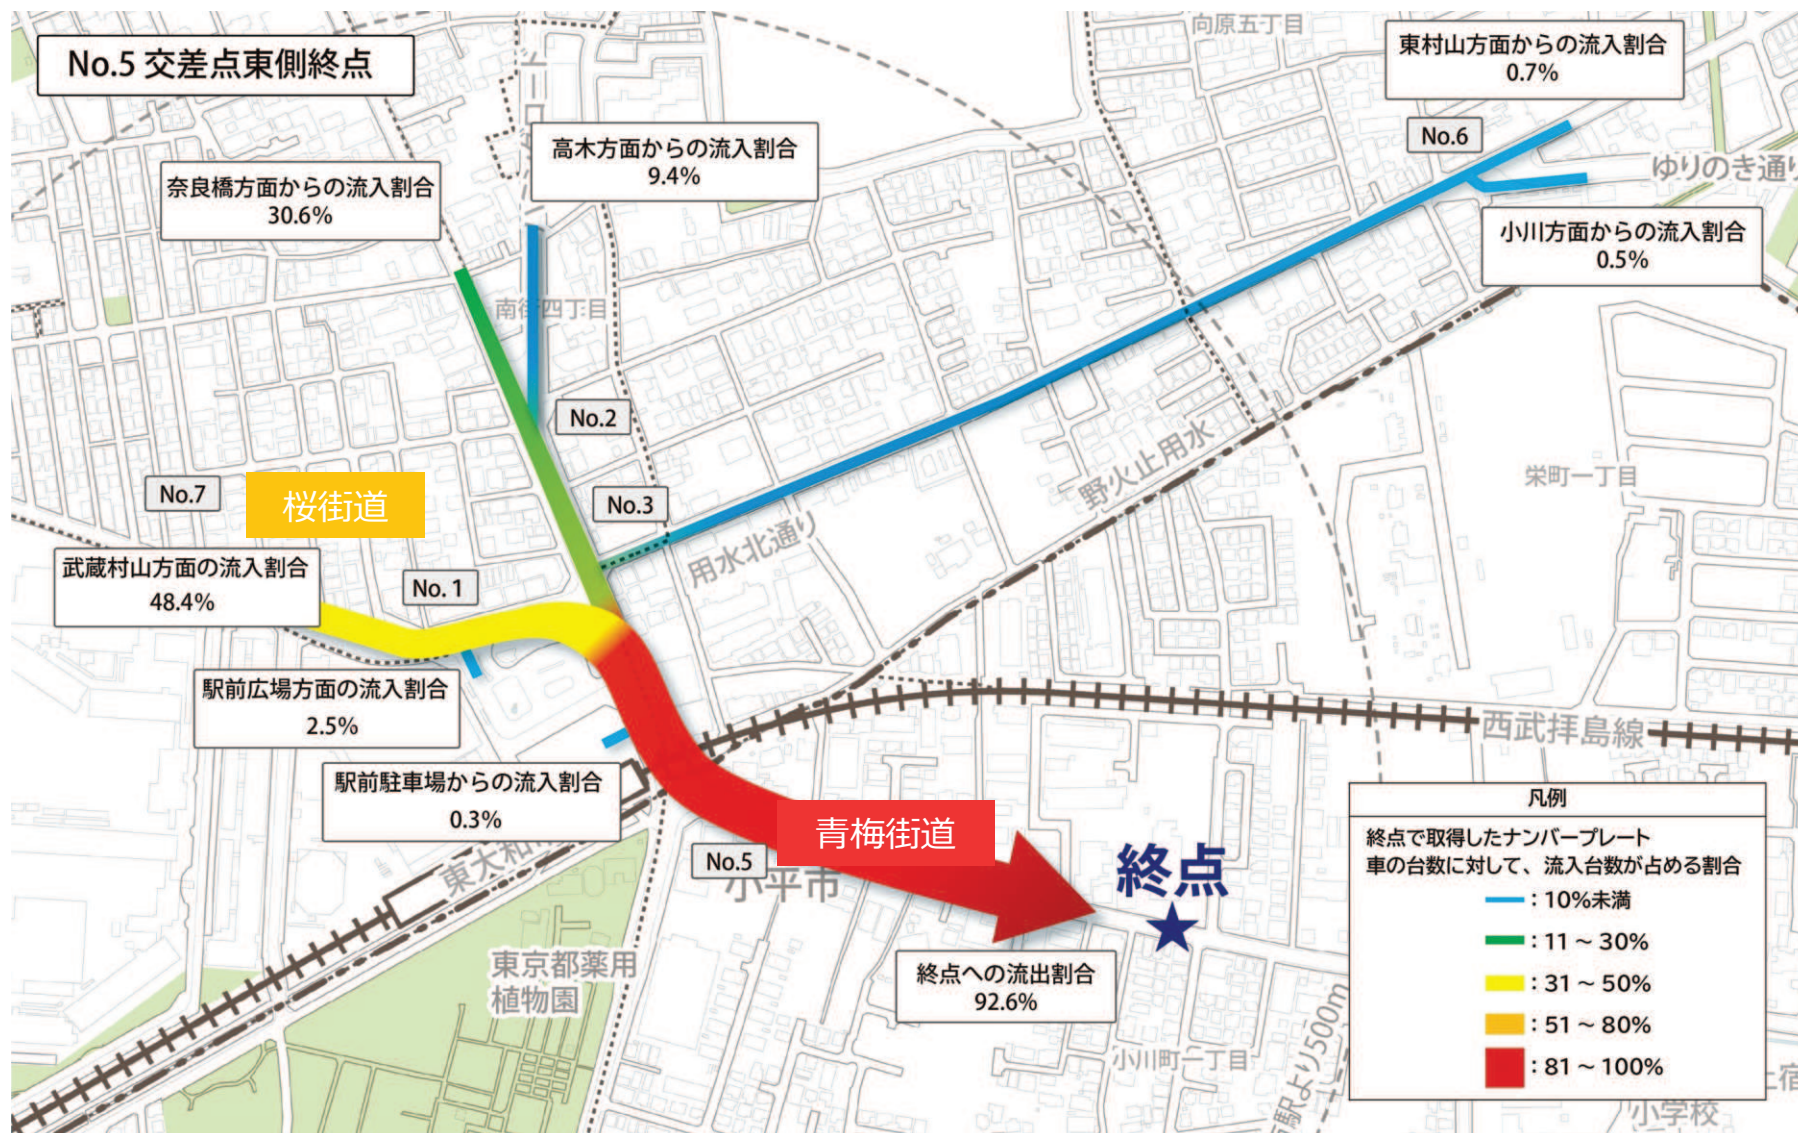 No.5 交差点東側終点
向原五丁目
東村山方面からの流入割合
0.7%
No.6
ゆりのき通り
高木方面からの流入割合
9.4%
奈良橋方面からの流入割合
30.6%
小川方面からの流入割合
0.5%
南街四丁目
No.2
No.7
桜街道
No.3
野火止用水
栄町一丁目
用水北通り
武蔵村山方面の流入割合
48.4%
No.1
駅前広場方面の流入割合
2.5%
西武拝島線
駅前駐車場からの流入割合
0.3%
青梅街道
No.5
小平市
東大和市
終点
東京都薬用
植物園
終点への流出割合
92.6%
小川町一丁目
駅より500m
小学校
凡例
終点で取得したナンバープレート
車の台数に対して、流入台数が占める割合
:10%未満
:11～30%
:31～50%
:51～80%
:81～100%